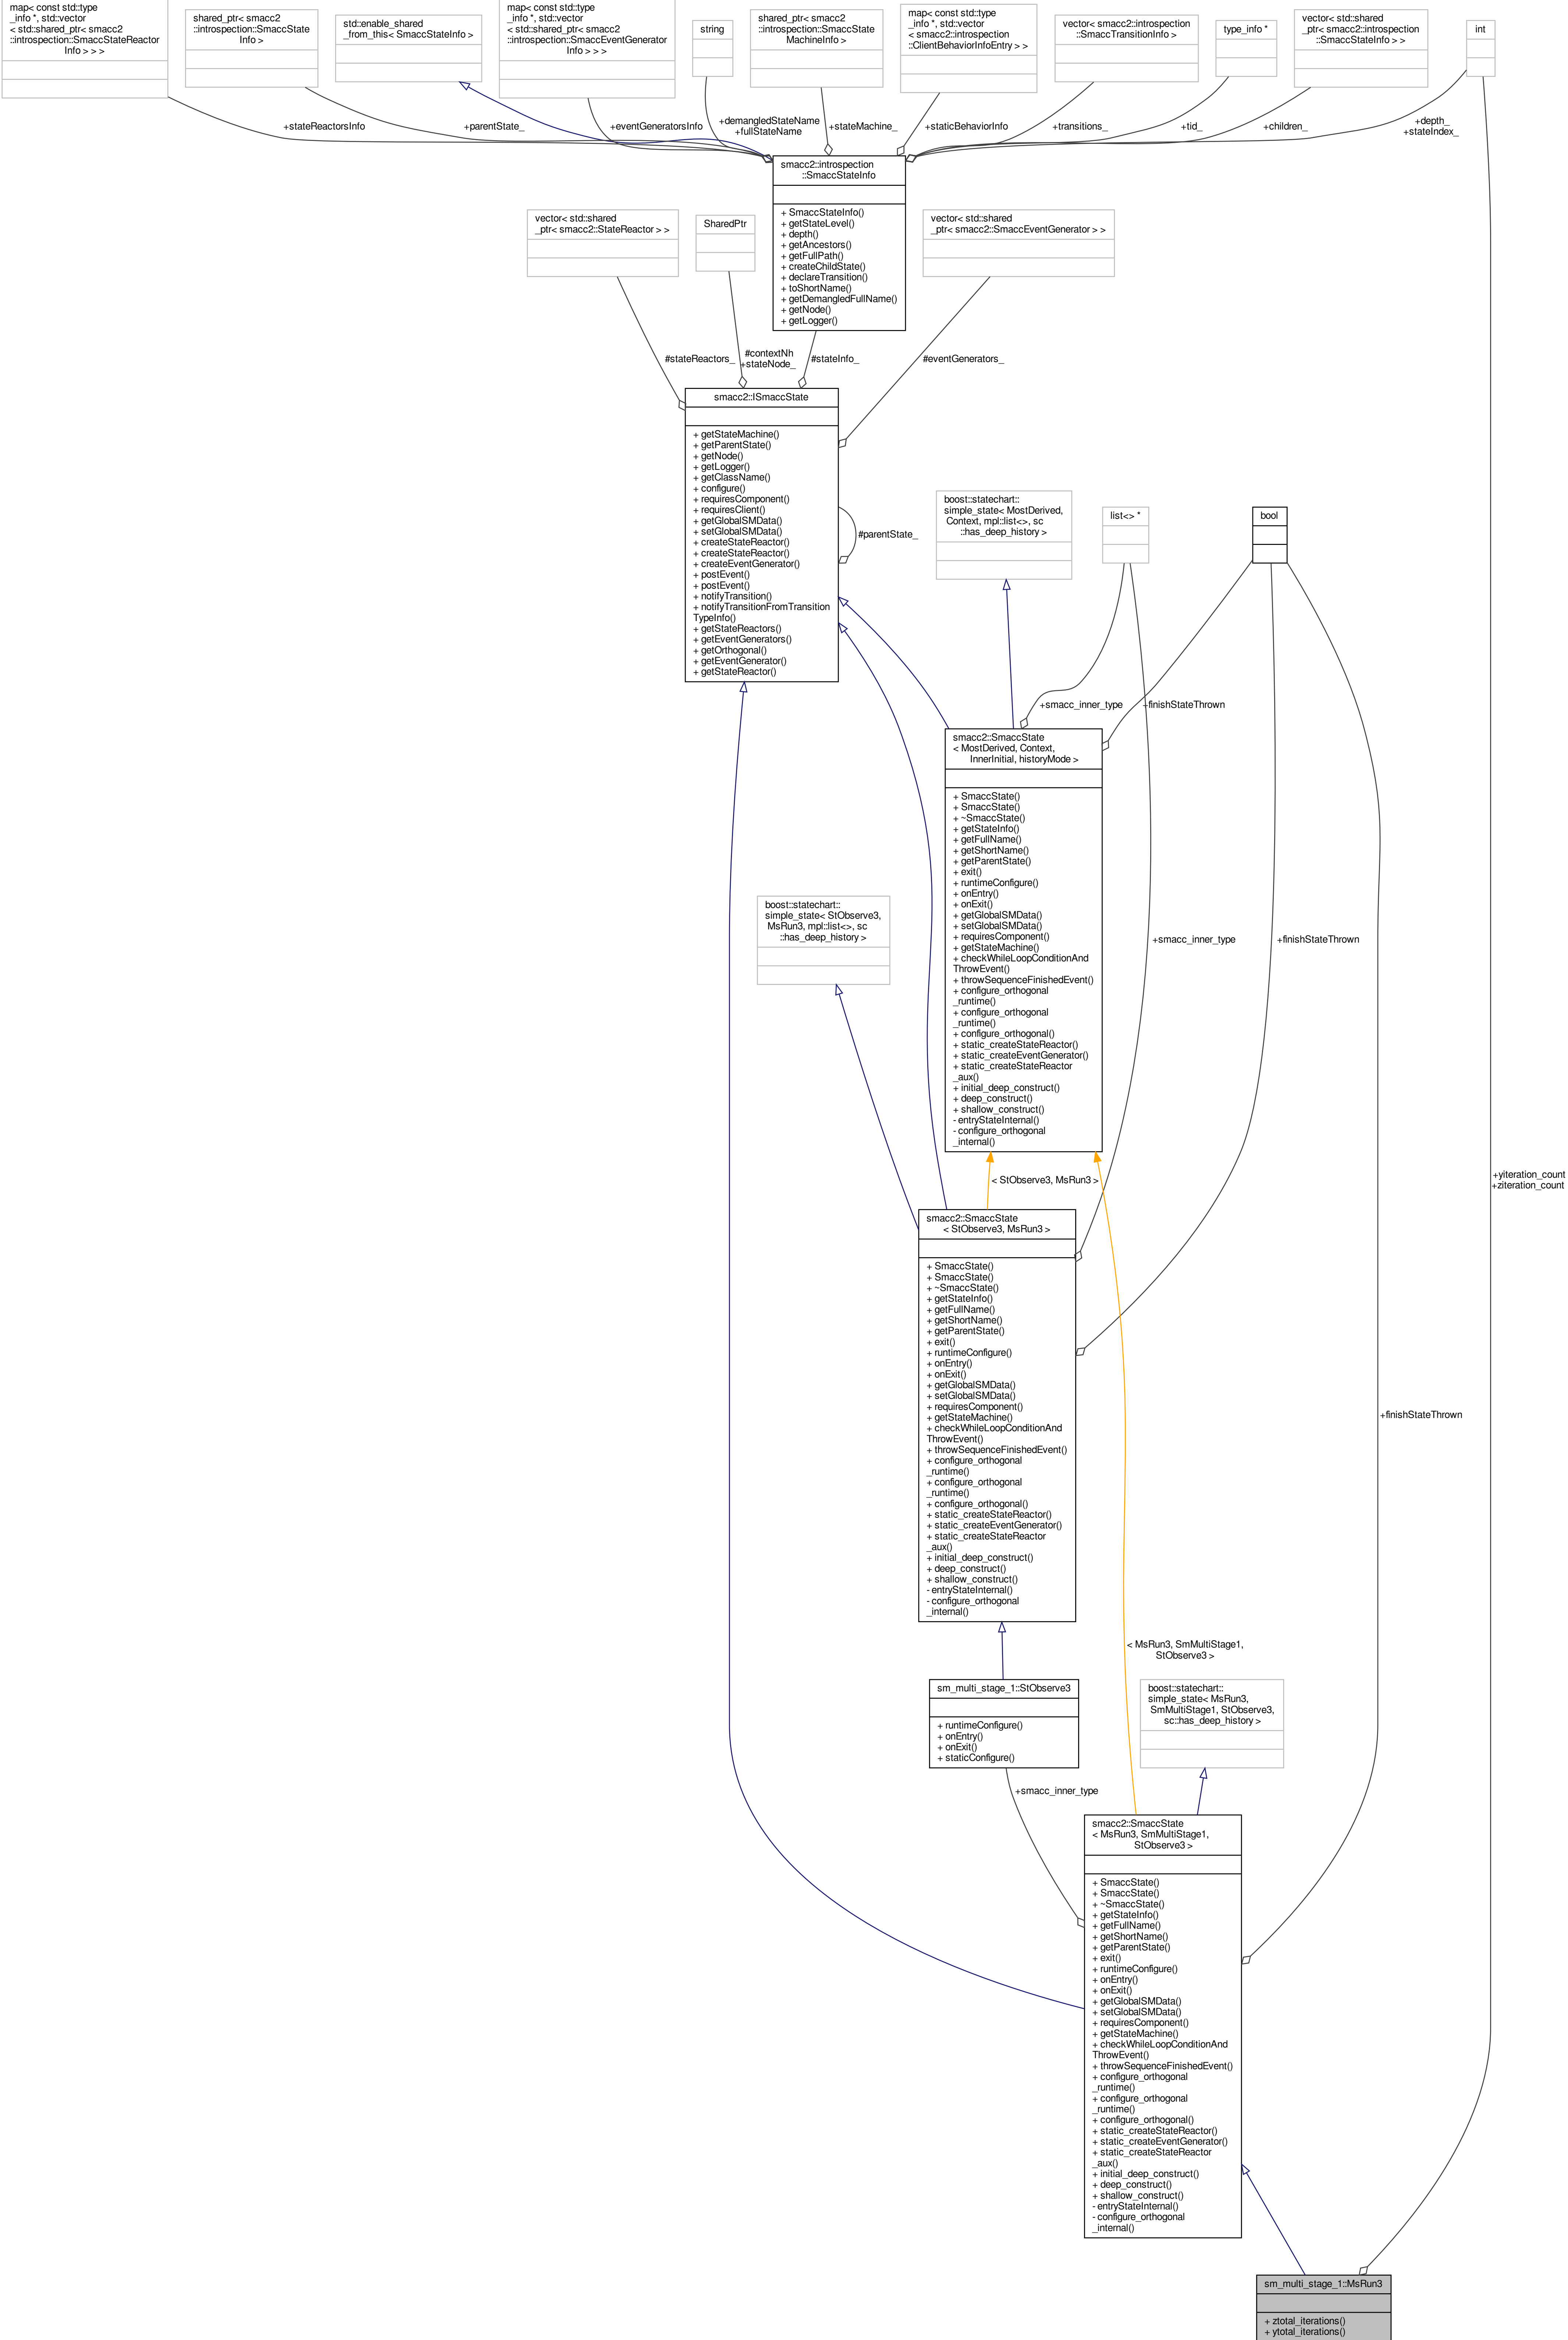 map< const std::type
_info *, std::vector
< std::shared_ptr< smacc2
::introspection::SmaccStateReactor
Info > > >
shared_ptr< smacc2
::introspection::SmaccState
Info >
std::enable_shared
_from_this< SmaccStateInfo >
map< const std::type
_info *, std::vector
< std::shared_ptr< smacc2
::introspection::SmaccEventGenerator
Info > > >
string
shared_ptr< smacc2
::introspection::SmaccState
MachineInfo >
map< const std::type
_info *, std::vector
< smacc2::introspection
::ClientBehaviorInfoEntry > >
vector< smacc2::introspection
::SmaccTransitionInfo >
type_info *
vector< std::shared
_ptr< smacc2::introspection
::SmaccStateInfo > >
int
+stateReactorsInfo
+parentState_
+eventGeneratorsInfo
+demangledStateName
+fullStateName
+stateMachine_
+staticBehaviorInfo
+transitions_
+tid_
+children_
+depth_
+stateIndex_
smacc2::introspection
::SmaccStateInfo
+ SmaccStateInfo()
+ getStateLevel()
+ depth()
+ getAncestors()
+ getFullPath()
+ createChildState()
+ declareTransition()
+ toShortName()
+ getDemangledFullName()
+ getNode()
+ getLogger()
vector< std::shared
_ptr< smacc2::StateReactor > >
SharedPtr
vector< std::shared
_ptr< smacc2::SmaccEventGenerator > >
#stateReactors_
#contextNh
+stateNode_
#stateInfo_
#eventGenerators_
smacc2::ISmaccState
+ getStateMachine()
+ getParentState()
+ getNode()
+ getLogger()
+ getClassName()
+ configure()
+ requiresComponent()
+ requiresClient()
+ getGlobalSMData()
+ setGlobalSMData()
+ createStateReactor()
+ createStateReactor()
+ createEventGenerator()
+ postEvent()
+ postEvent()
+ notifyTransition()
+ notifyTransitionFromTransition
TypeInfo()
+ getStateReactors()
+ getEventGenerators()
+ getOrthogonal()
+ getEventGenerator()
+ getStateReactor()
#parentState_
boost::statechart::
simple_state< MostDerived,
Context, mpl::list<>, sc
::has_deep_history >
list<> *
bool
+smacc_inner_type
+finishStateThrown
smacc2::SmaccState
< MostDerived, Context,
InnerInitial, historyMode >
+ SmaccState()
+ SmaccState()
+ ~SmaccState()
+ getStateInfo()
+ getFullName()
+ getShortName()
+ getParentState()
+ exit()
+ runtimeConfigure()
+ onEntry()
+ onExit()
+ getGlobalSMData()
+ setGlobalSMData()
+ requiresComponent()
+ getStateMachine()
+ checkWhileLoopConditionAnd
ThrowEvent()
+ throwSequenceFinishedEvent()
+ configure_orthogonal
_runtime()
+ configure_orthogonal
_runtime()
+ configure_orthogonal()
+ static_createStateReactor()
+ static_createEventGenerator()
+ static_createStateReactor
_aux()
+ initial_deep_construct()
+ deep_construct()
+ shallow_construct()
- entryStateInternal()
- configure_orthogonal
_internal()
boost::statechart::
simple_state< StObserve3,
MsRun3, mpl::list<>, sc
::has_deep_history >
+smacc_inner_type
+finishStateThrown
< StObserve3, MsRun3 >
+yiteration_count
+ziteration_count
smacc2::SmaccState
< StObserve3, MsRun3 >
+ SmaccState()
+ SmaccState()
+ ~SmaccState()
+ getStateInfo()
+ getFullName()
+ getShortName()
+ getParentState()
+ exit()
+ runtimeConfigure()
+ onEntry()
+ onExit()
+ getGlobalSMData()
+ setGlobalSMData()
+ requiresComponent()
+ getStateMachine()
+ checkWhileLoopConditionAnd
ThrowEvent()
+ throwSequenceFinishedEvent()
+ configure_orthogonal
_runtime()
+ configure_orthogonal
_runtime()
+ configure_orthogonal()
+ static_createStateReactor()
+ static_createEventGenerator()
+ static_createStateReactor
_aux()
+ initial_deep_construct()
+ deep_construct()
+ shallow_construct()
- entryStateInternal()
- configure_orthogonal
_internal()
+finishStateThrown
< MsRun3, SmMultiStage1,
StObserve3 >
sm_multi_stage_1::StObserve3
+ runtimeConfigure()
+ onEntry()
+ onExit()
+ staticConfigure()
boost::statechart::
simple_state< MsRun3,
SmMultiStage1, StObserve3,
sc::has_deep_history >
+smacc_inner_type
smacc2::SmaccState
< MsRun3, SmMultiStage1,
StObserve3 >
+ SmaccState()
+ SmaccState()
+ ~SmaccState()
+ getStateInfo()
+ getFullName()
+ getShortName()
+ getParentState()
+ exit()
+ runtimeConfigure()
+ onEntry()
+ onExit()
+ getGlobalSMData()
+ setGlobalSMData()
+ requiresComponent()
+ getStateMachine()
+ checkWhileLoopConditionAnd
ThrowEvent()
+ throwSequenceFinishedEvent()
+ configure_orthogonal
_runtime()
+ configure_orthogonal
_runtime()
+ configure_orthogonal()
+ static_createStateReactor()
+ static_createEventGenerator()
+ static_createStateReactor
_aux()
+ initial_deep_construct()
+ deep_construct()
+ shallow_construct()
- entryStateInternal()
- configure_orthogonal
_internal()
sm_multi_stage_1::MsRun3
+ ztotal_iterations()
+ ytotal_iterations()